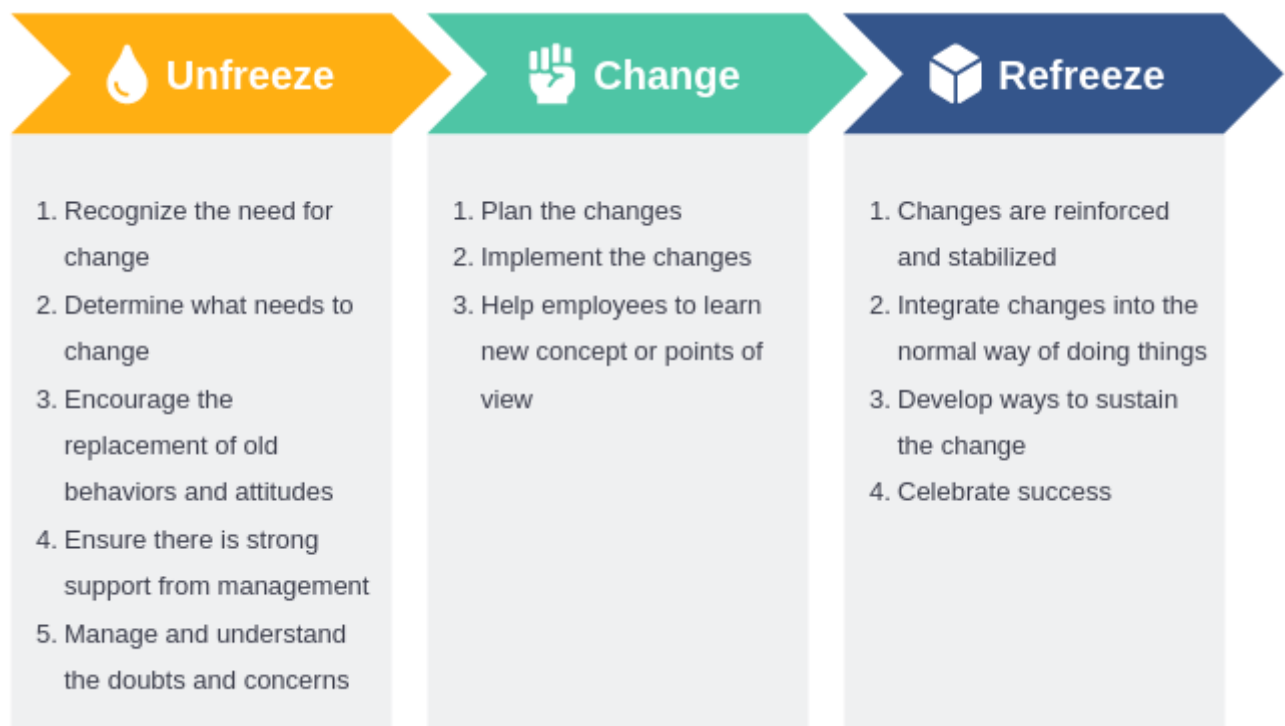 Unfreeze
1. Recognize the need for
change
2. Determine what needs to
change
3. Encourage the
replacement of old
behaviors and attitudes
4. Ensure there is strong
support from management
5. Manage and understand
the doubts and concerns
Change
1. Plan the changes
2. Implement the changes
3. Help employees to learn
new concept or points of
view
Refreeze
1. Changes are reinforced
and stabilized
2. Integrate changes into the
normal way of doing things
3. Develop ways to sustain
the change
4. Celebrate success